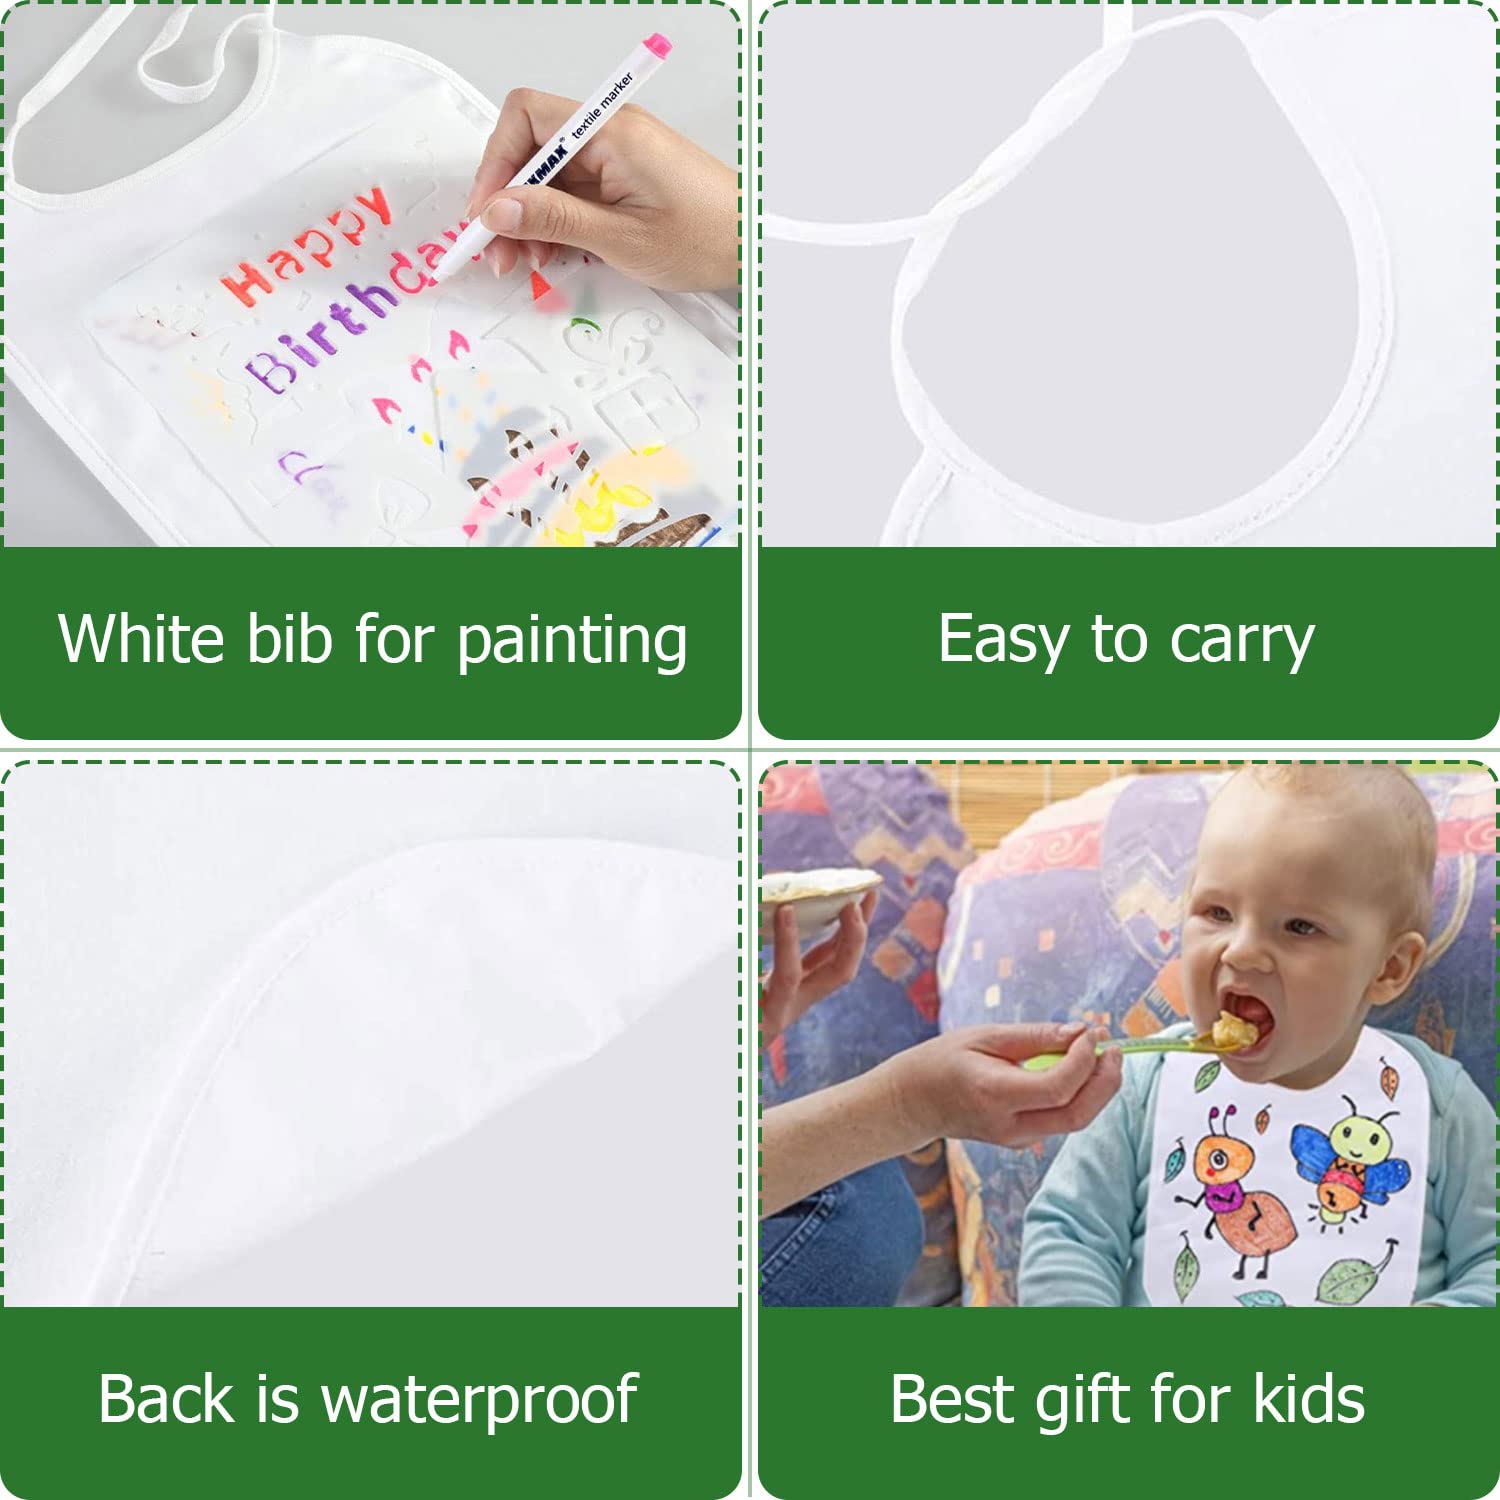 textile marker
Happy
Birthday
White bib for painting
Easy to carry
Back is waterproof
Best gift for kids